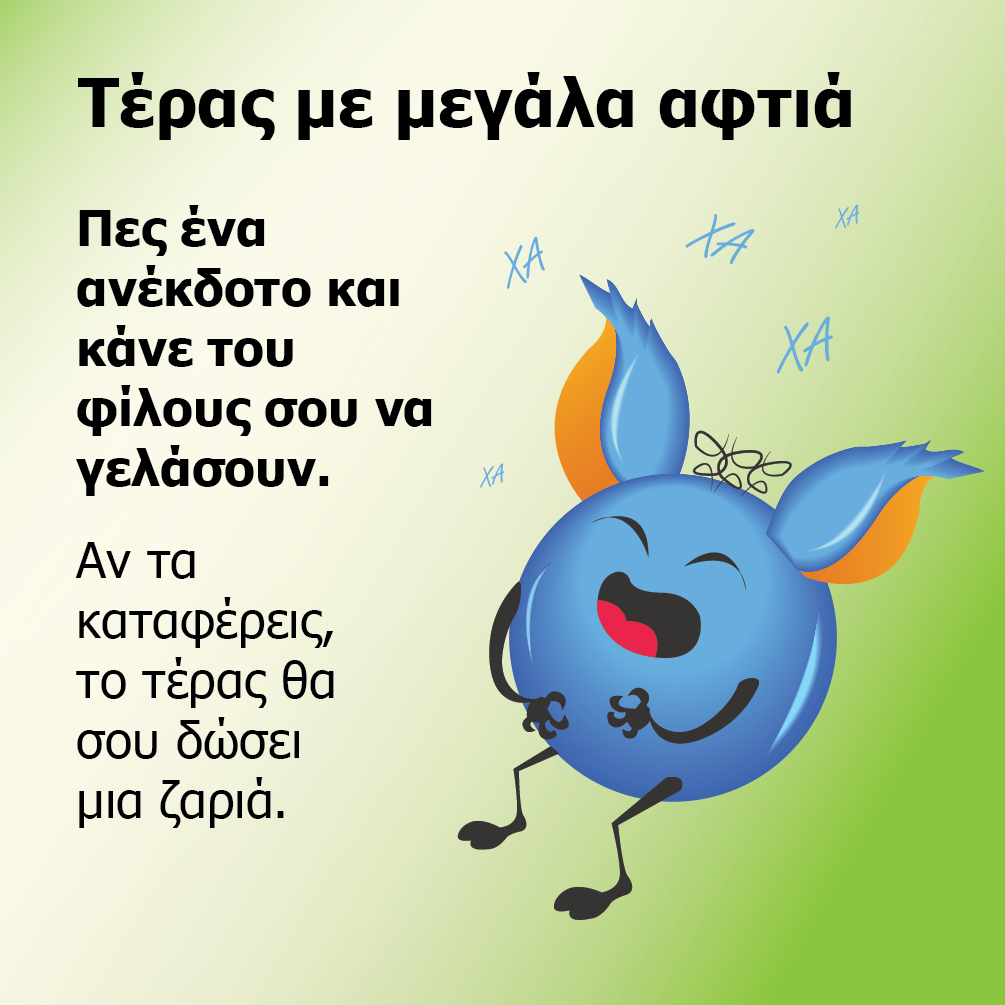 Τέρας με μεγάλα αφτιά
Πες ένα
ανέκδοτο και
κάνε του
φίλους σου να
γελάσουν.
Αν τα
καταφέρεις,
το τέρας θα
σου δώσει
μια ζαριά.
ΧΑ
ΧΑ
ΧΑ
ΧΑ
ΧΑ